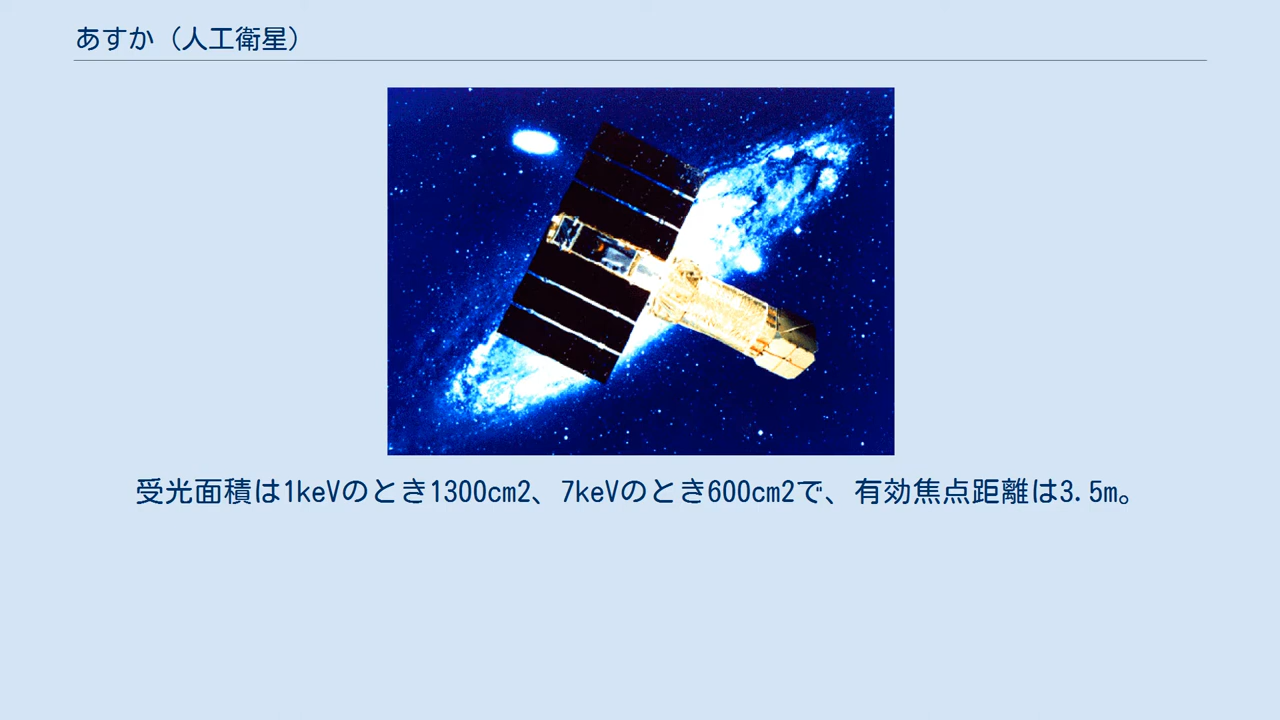 あすか（人工衛星）
受光面積は1keVのとき1300cm2、7keVのとき600cm2で、有効焦点距離は3.5m。